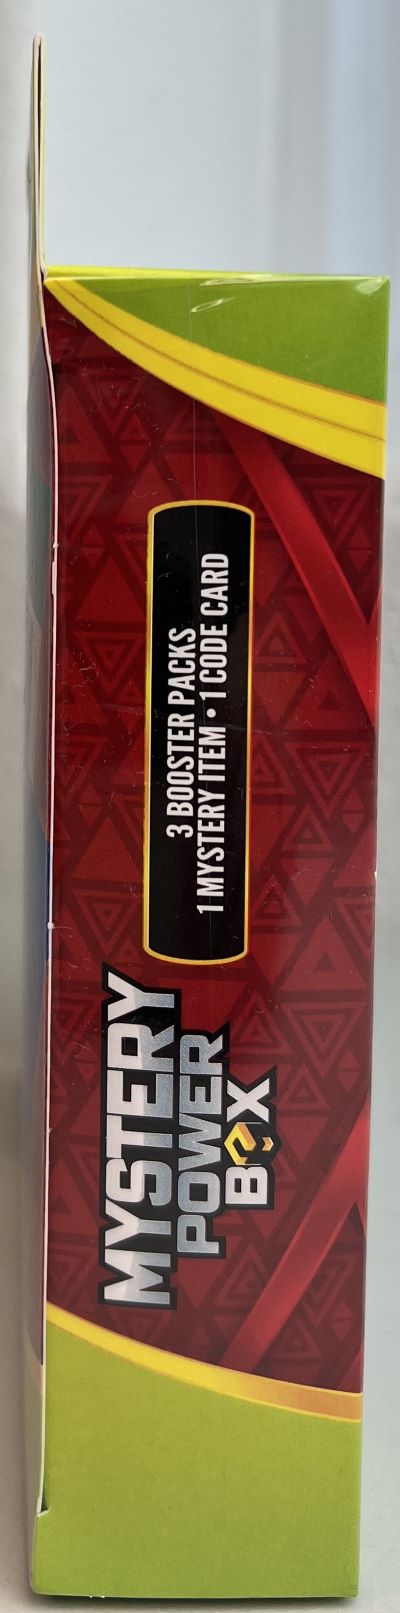 MYSTERY
POWER
BOX
3 BOOSTER PACKS
1 MYSTERY ITEM • 1 CODE CARD